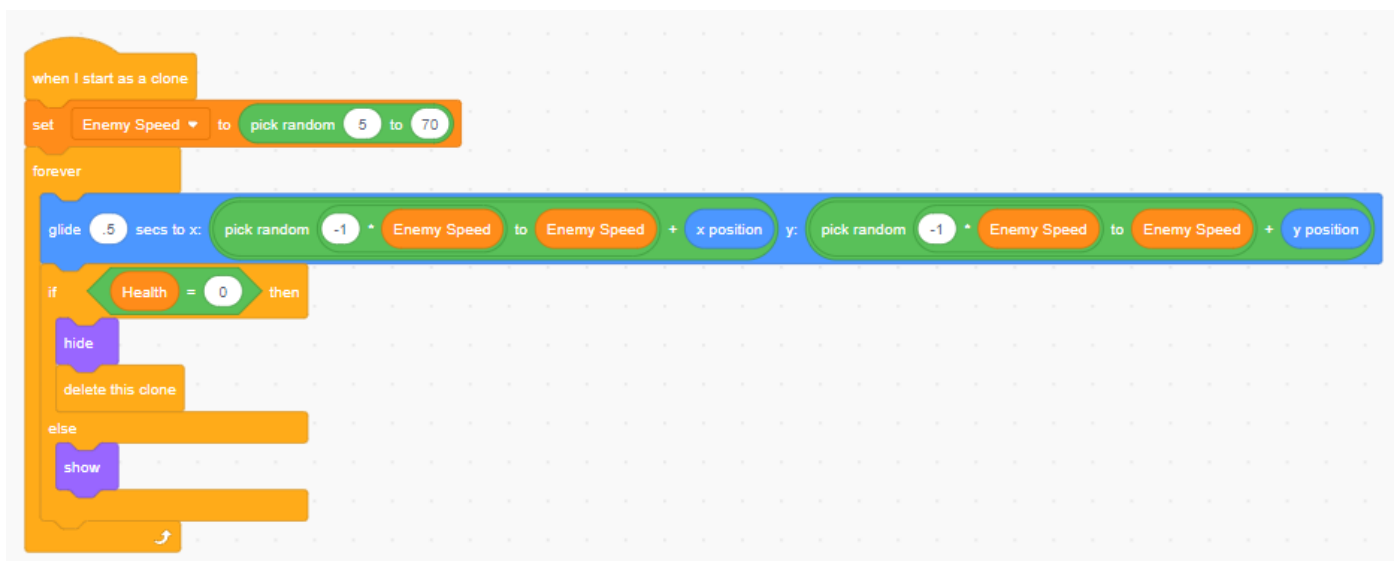 when I start as a clone
set Enemy Speed to pick random 5 to 70
forever
glide .5 secs to x: pick random -1 * Enemy Speed to Enemy Speed + x position y: pick random -1 * Enemy Speed to Enemy Speed + y position
if Health = 0 then
hide
delete this clone
else
show